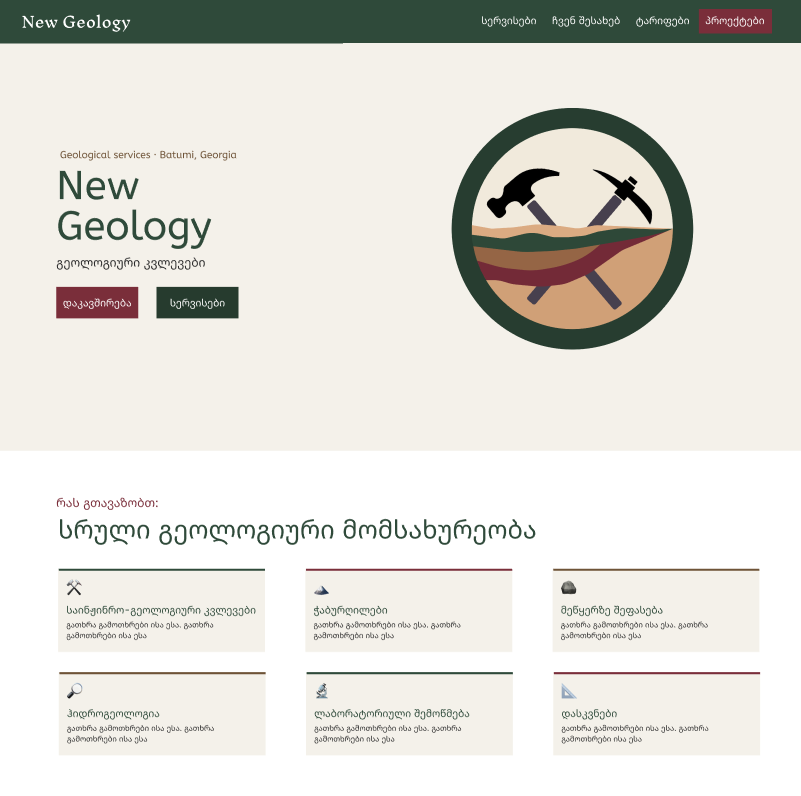 New Geology
სერვისები
ჩვენ შესახებ
ტარიფები
პროექტები
Geological services · Batumi, Georgia
New
Geology
გეოლოგიური კვლევები
დაკავშირება
სერვისები
რას გთავაზობთ:
სრული გეოლოგიური მომსახურეობა
საინჟინრო-გეოლოგიური კვლევები
გათხრა გამოთხრები ისა ესა. გათხრა
გამოთხრები ისა ესა
ჭაბურღილები
გათხრა გამოთხრები ისა ესა. გათხრა
გამოთხრები ისა ესა
მეწყერზე შეფასება
გათხრა გამოთხრები ისა ესა. გათხრა
გამოთხრები ისა ესა
ჰიდროგეოლოგია
გათხრა გამოთხრები ისა ესა. გათხრა
გამოთხრები ისა ესა
ლაბორატორიული შემოწმება
გათხრა გამოთხრები ისა ესა. გათხრა
გამოთხრები ისა ესა
დასკვნები
გათხრა გამოთხრები ისა ესა. გათხრა
გამოთხრები ისა ესა